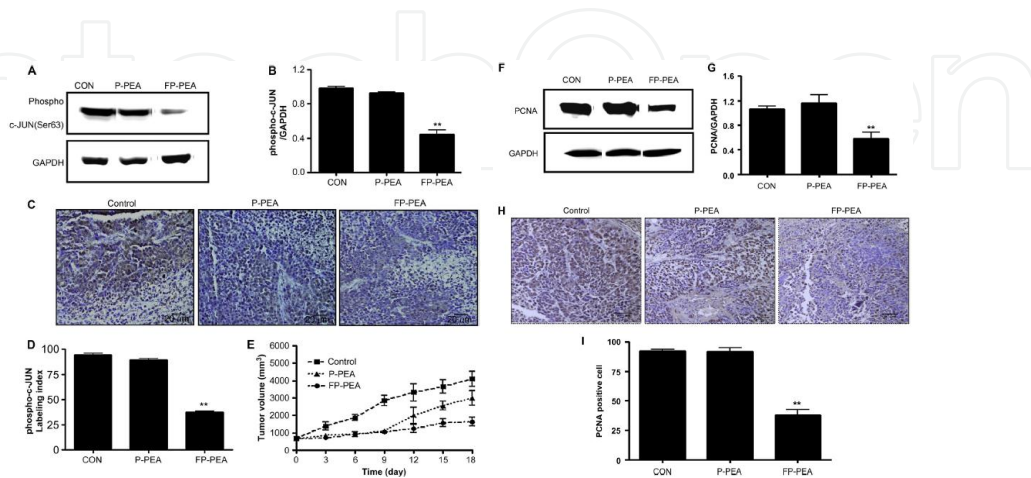 A
CON P-PEA FP-PEA
Phospho
c-JUN(Ser63)
GAPDH
B
phospho-c-JUN
/GAPDH
1.2
0.8
0.4
0.0
**
CON P-PEA FP-PEA
C
Control P-PEA FP-PEA
20 um
D
phospho-c-JUN
Labeling index
100
75
50
25
0
**
CON P-PEA FP-PEA
E
Tumor volume (mm³)
6000
5000
4000
3000
2000
1000
0
Control
P-PEA
FP-PEA
0 3 6 9 12 15 18
Time (day)
F
CON P-PEA FP-PEA
PCNA
GAPDH
G
PCNA/GAPDH
1.6
1.2
0.8
0.4
0.0
**
CON P-PEA FP-PEA
H
Control P-PEA FP-PEA
I
PCNA positive cell
100
75
50
25
0
**
CON P-PEA FP-PEA